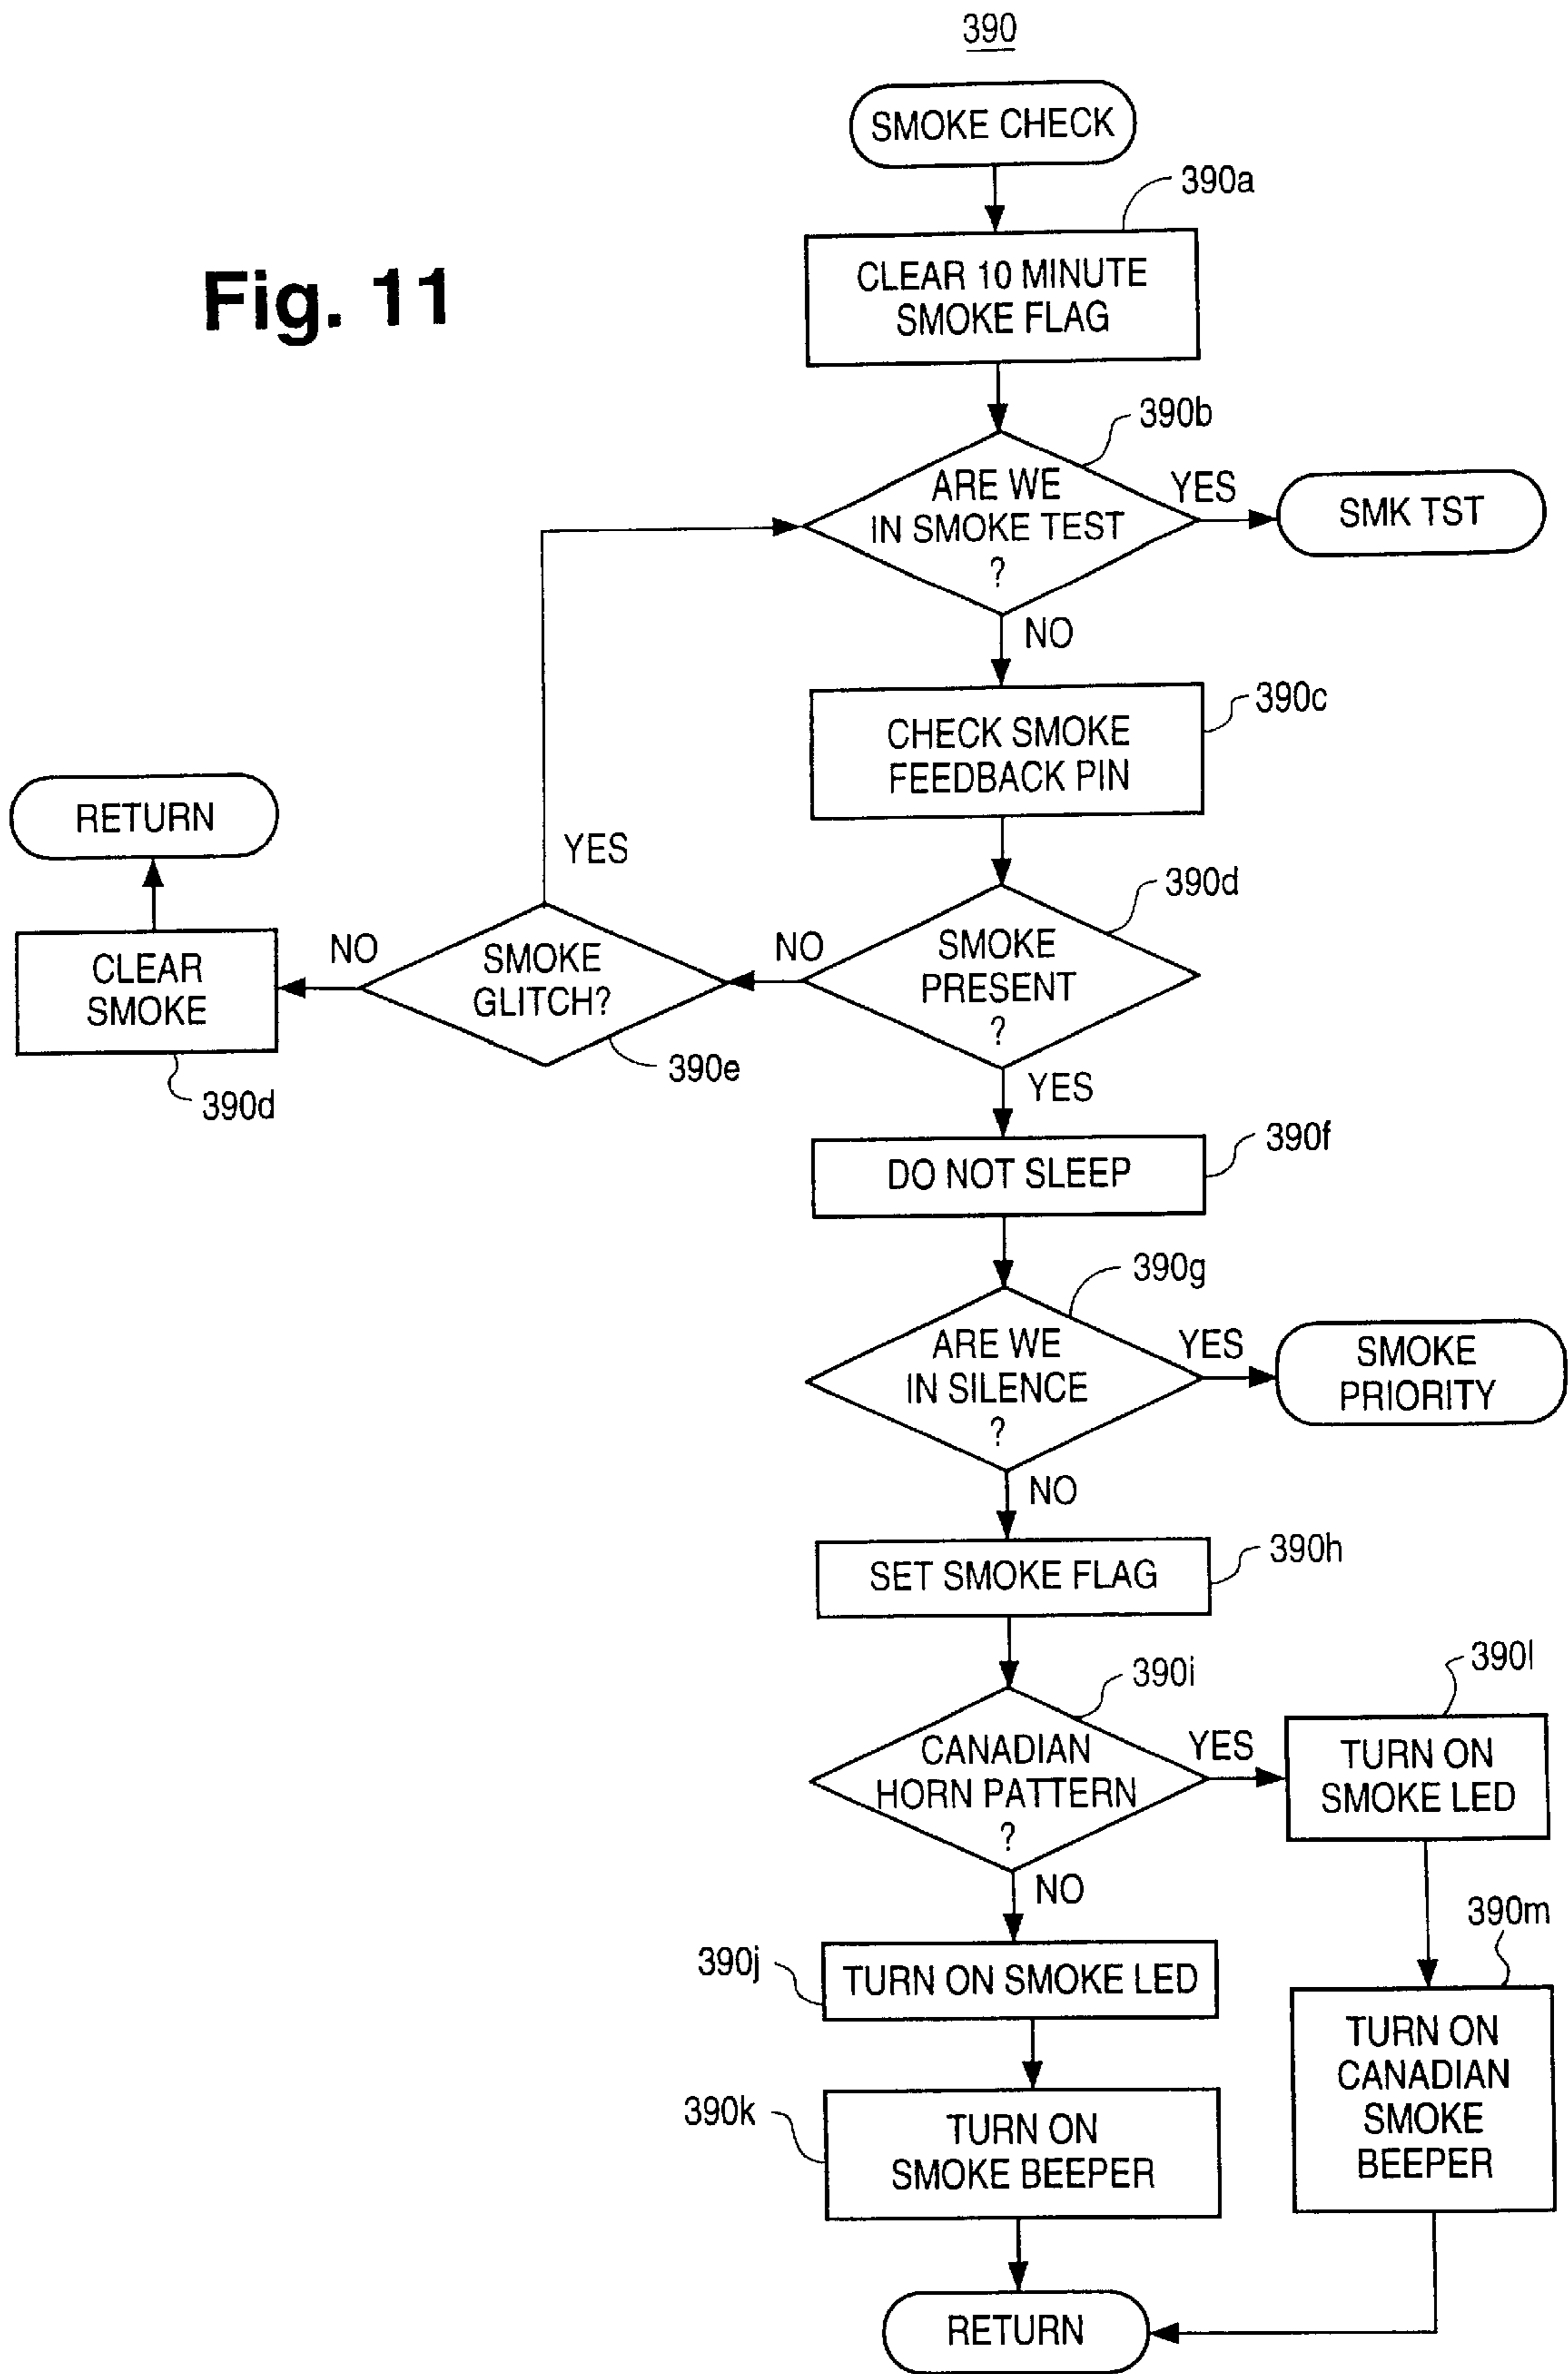 390
SMOKE CHECK
390a
Fig. 11
CLEAR 10 MINUTE
SMOKE FLAG
390b
ARE WE
IN SMOKE TEST
?
YES
SMK TST
NO
390c
CHECK SMOKE
FEEDBACK PIN
RETURN
YES
390d
SMOKE
PRESENT
?
NO
SMOKE
GLITCH?
390e
NO
CLEAR
SMOKE
390d
YES
390f
DO NOT SLEEP
390g
ARE WE
IN SILENCE
?
YES
SMOKE
PRIORITY
NO
390h
SET SMOKE FLAG
390i
CANADIAN
HORN PATTERN
?
YES
390l
TURN ON
SMOKE LED
NO
390j
TURN ON SMOKE LED
390m
TURN ON
CANADIAN
SMOKE
BEEPER
390k
TURN ON
SMOKE BEEPER
RETURN